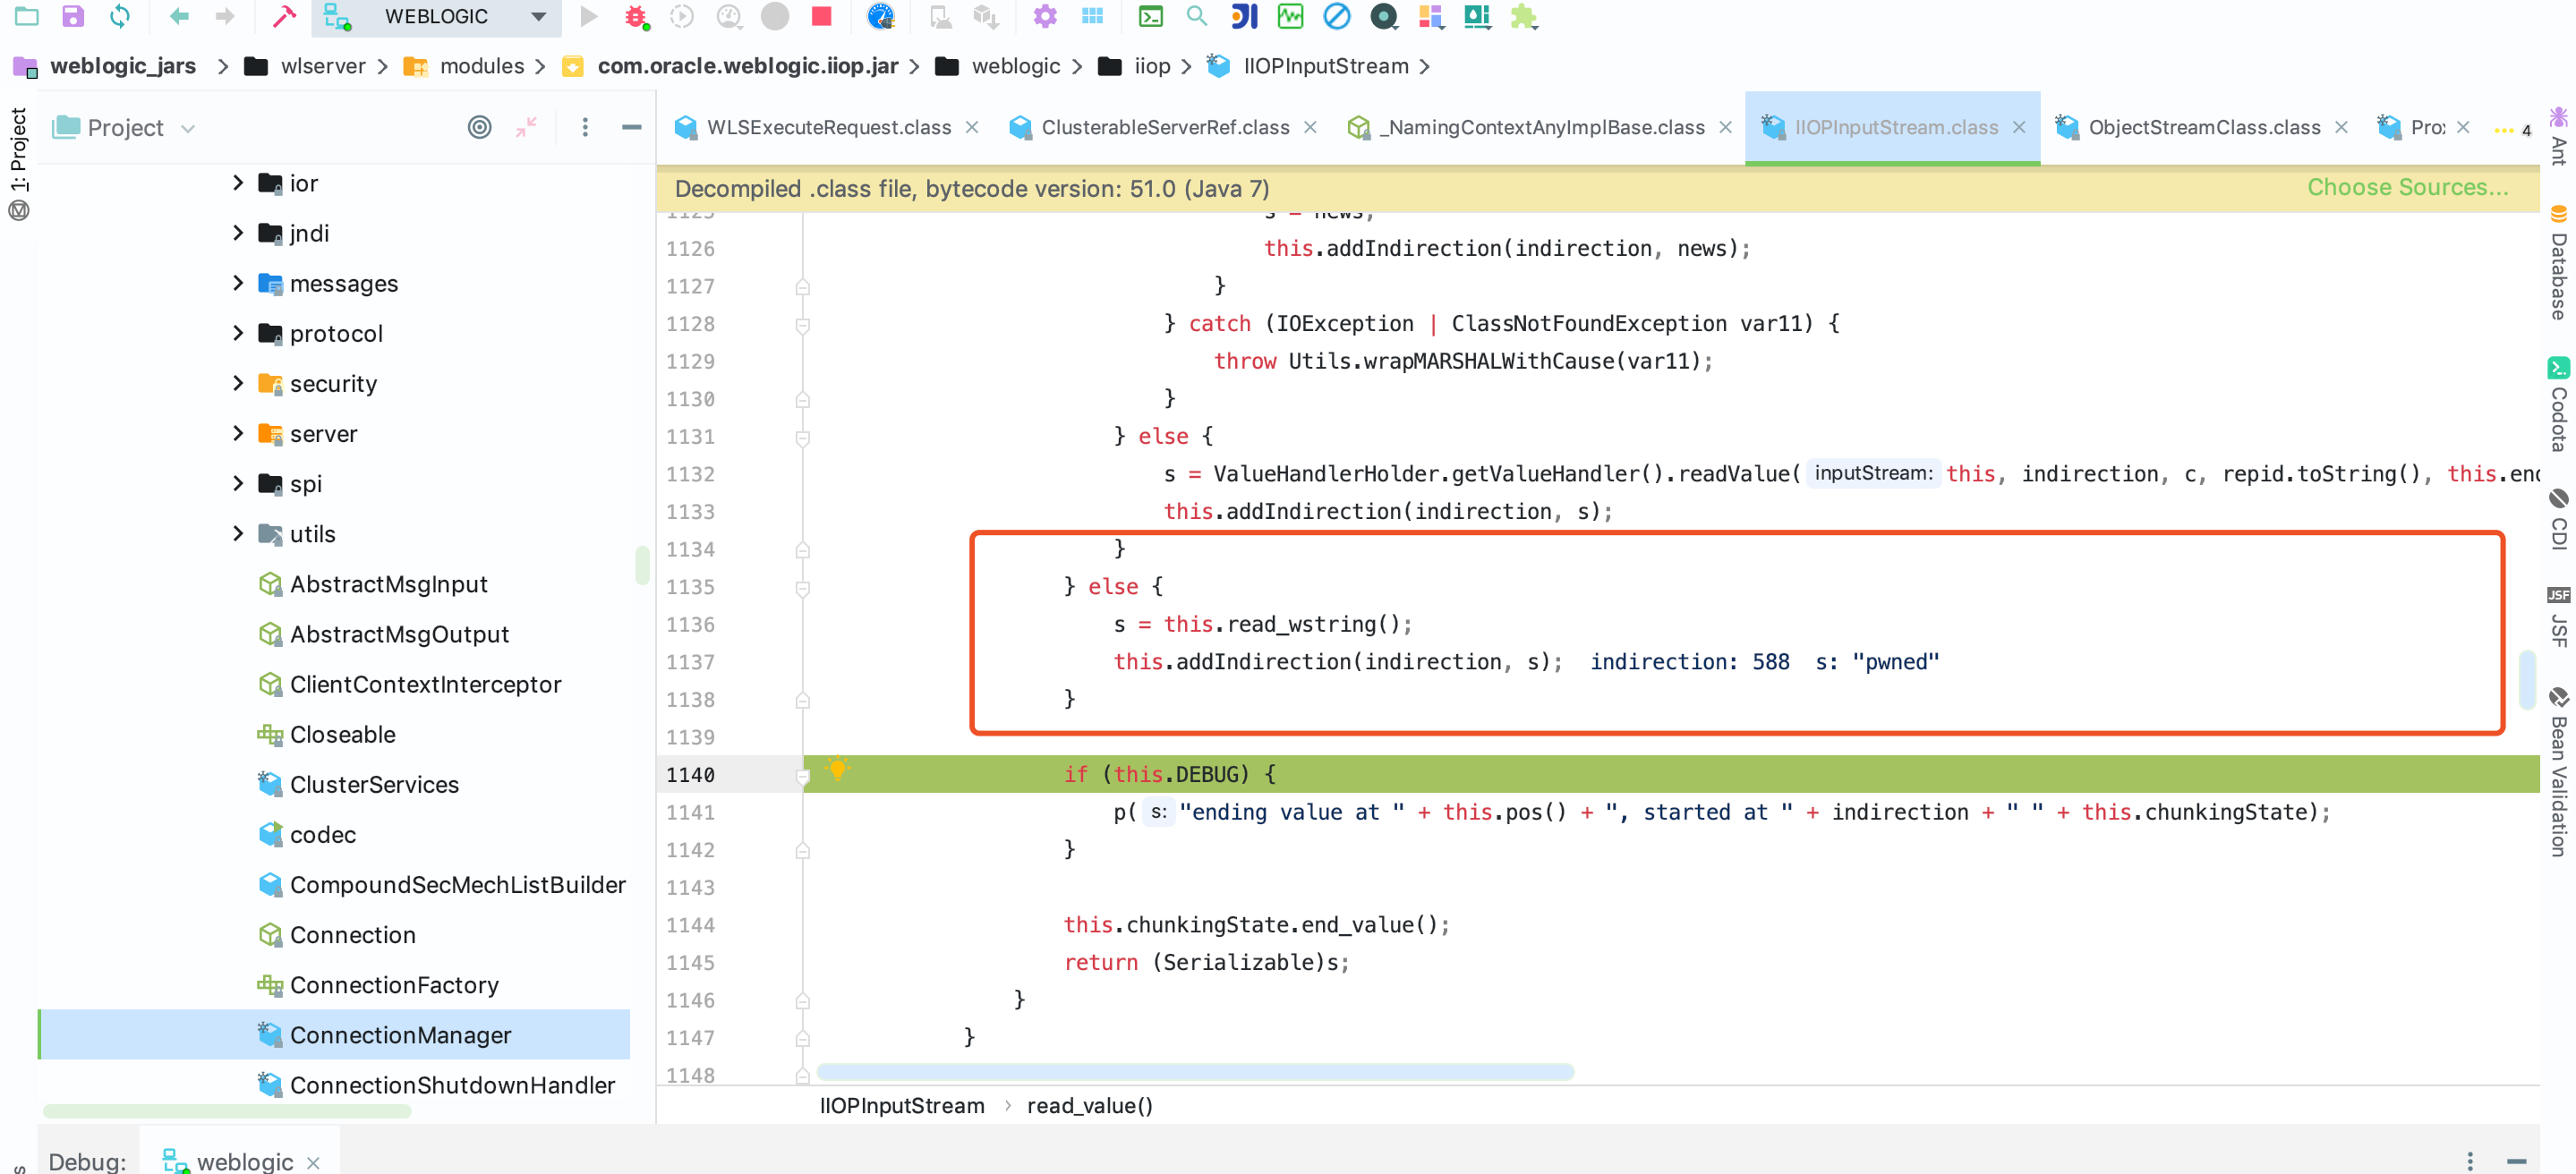 WEBLOGIC
weblogic_jars > wlserver > modules > com.oracle.weblogic.iiop.jar > weblogic > iiop > IIOPInputStream >
1: Project
Project
ior
jndi
messages
protocol
security
server
spi
utils
AbstractMsgInput
AbstractMsgOutput
ClientContextInterceptor
Closeable
ClusterServices
codec
CompoundSecMechListBuilder
Connection
ConnectionFactory
ConnectionManager
ConnectionShutdownHandler
WLSExecuteRequest.class × ClusterableServerRef.class × _NamingContextAnyImplBase.class × IIOPInputStream.class × ObjectStreamClass.class × Pro × 4
Decompiled .class file, bytecode version: 51.0 (Java 7) Choose Sources...
1125 s = news;
1126 this.addIndirection(indirection, news);
1127 }
1128 } catch (IOException | ClassNotFoundException var11) {
1129 throw Utils.wrapMARSHALWithCause(var11);
1130 }
1131 } else {
1132 s = ValueHandlerHolder.getValueHandler().readValue( inputStream: this, indirection, c, repid.toString(), this.en
1133 this.addIndirection(indirection, s);
1134 }
1135 } else {
1136 s = this.read_wstring();
1137 this.addIndirection(indirection, s); indirection: 588 s: "pwned"
1138 }
1139
1140 if (this.DEBUG) {
1141 p( s: "ending value at " + this.pos() + ", started at " + indirection + " " + this.chunkingState);
1142 }
1143
1144 this.chunkingState.end_value();
1145 return (Serializable)s;
1146 }
1147 }
1148
IIOPInputStream > read_value()
Ant
Database
Codota
CDI
JSF
JSF
Bean Validation
Debug: weblogic ×